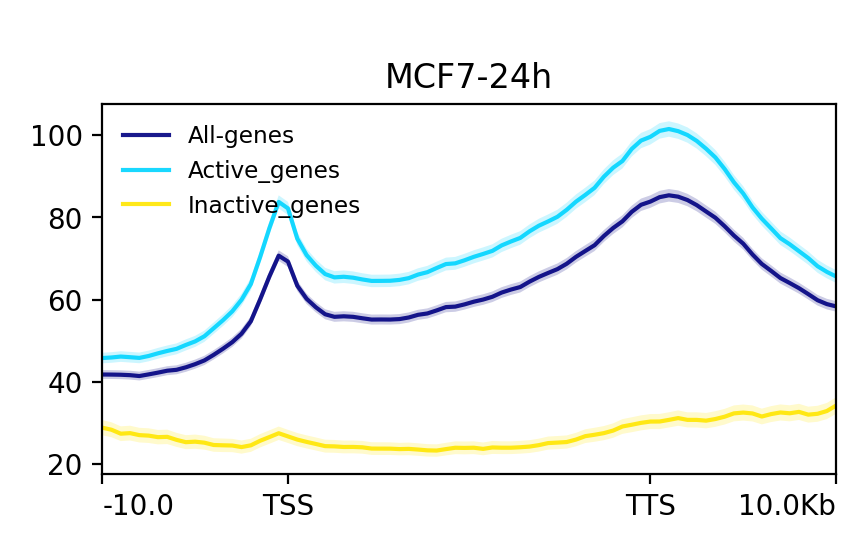 MCF7-24h
100
80
60
40
20
All-genes
Active_genes
Inactive_genes
-10.0 TSS TTS 10.0Kb